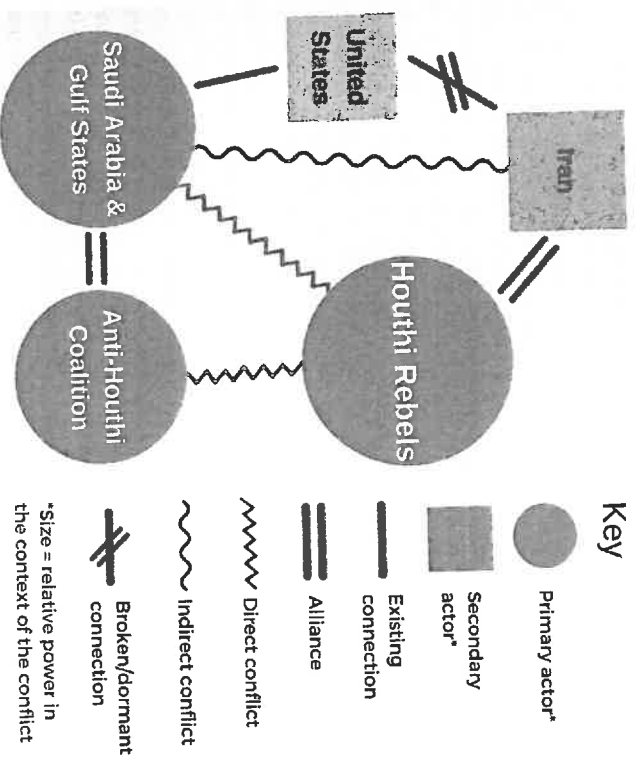 United
States
Iran
Saudi Arabia &
Gulf States
Houthi Rebels
Anti-Houthi
Coalition
Key
Primary actor*
Secondary
actor*
Existing
connection
Alliance
Direct conflict
Indirect conflict
Broken/dormant
connection
*Size = relative power in
the context of the conflict